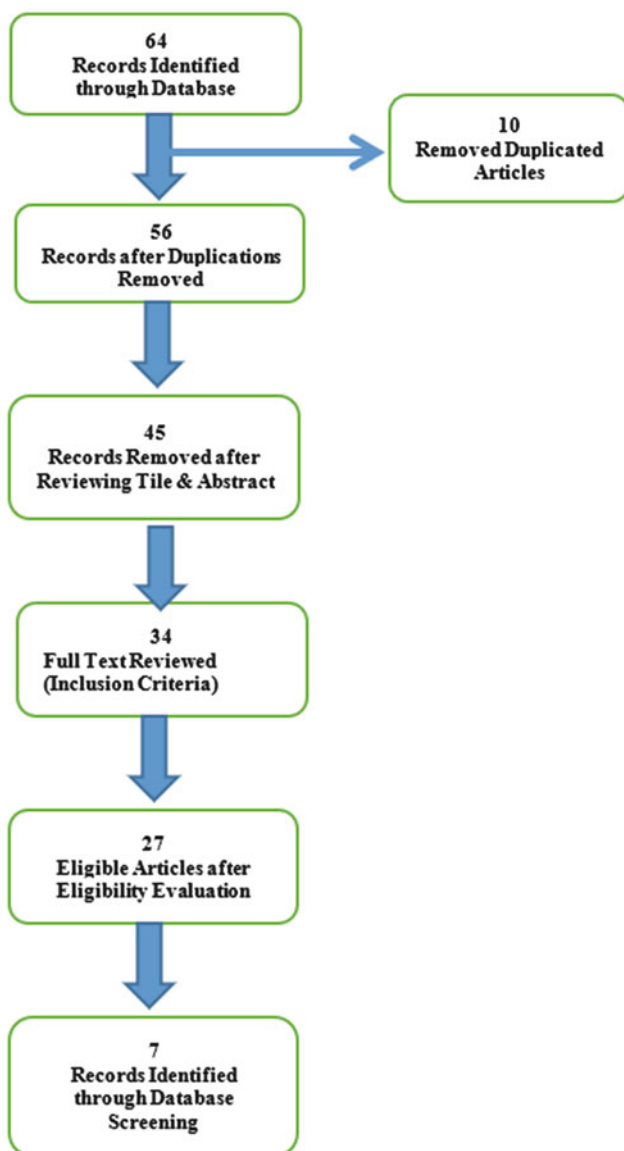 64
Records Identified
through Database
10
Removed Duplicated
Articles
56
Records after Duplications
Removed
45
Records Removed after
Reviewing Tile & Abstract
34
Full Text Reviewed
(Inclusion Criteria)
27
Eligible Articles after
Eligibility Evaluation
7
Records Identified
through Database
Screening